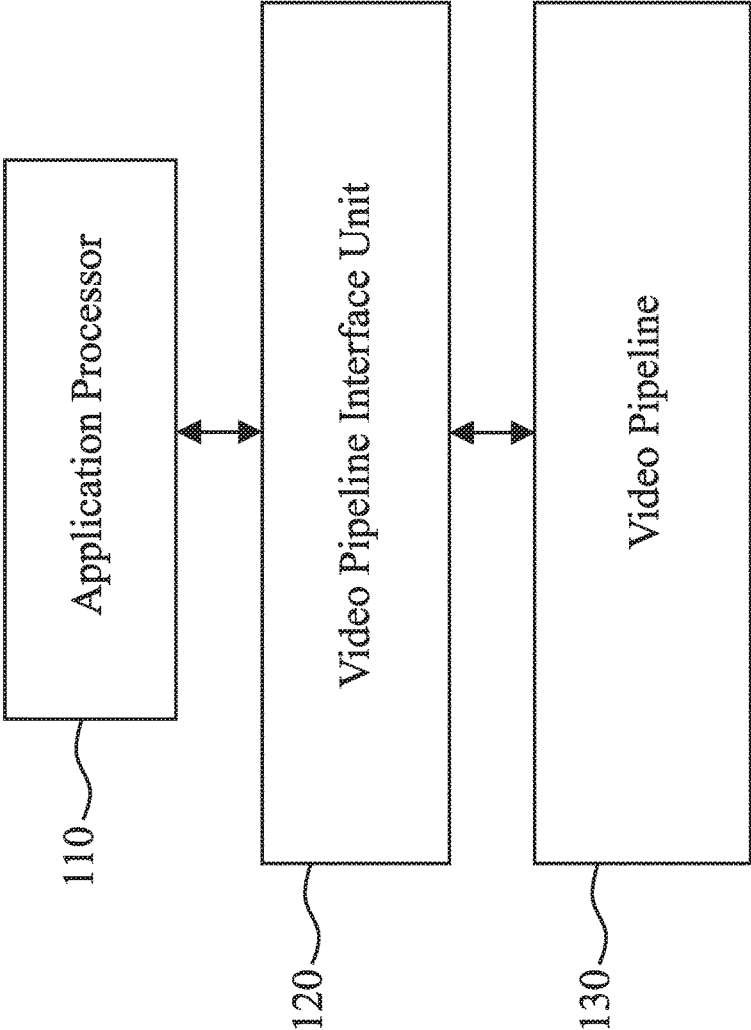 110
Application Processor
120
Video Pipeline Interface Unit
130
Video Pipeline